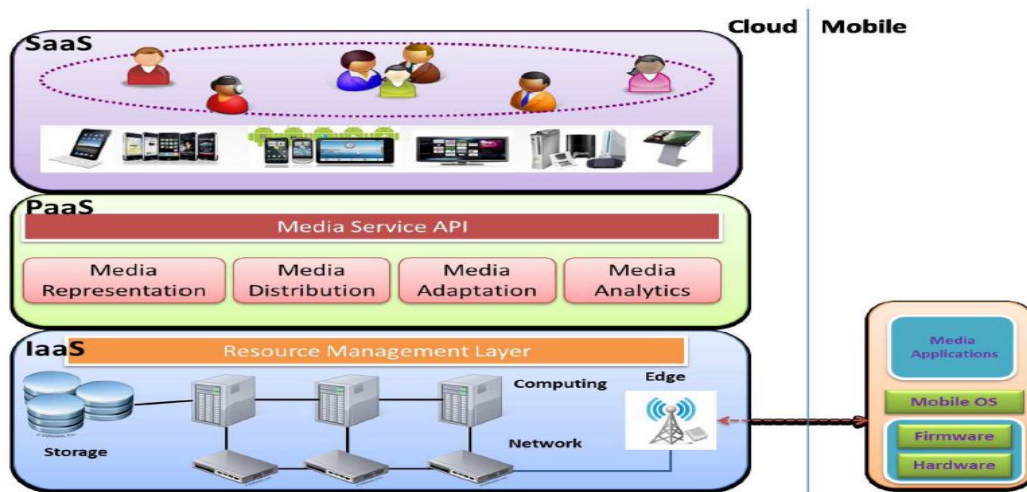 Cloud
Mobile
SaaS
PaaS
Media Service API
Media
Representation
Media
Distribution
Media
Adaptation
Media
Analytics
IaaS
Resource Management Layer
Computing
Edge
Network
Storage
Media
Applications
Mobile OS
Firmware
Hardware